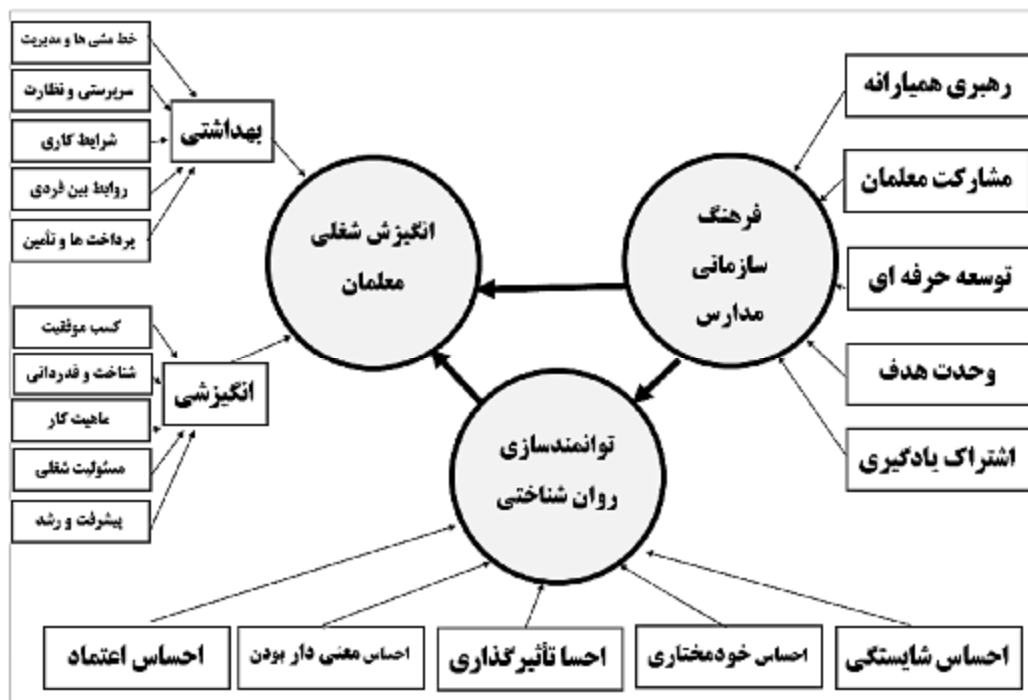 رهبری همیارانه
مشارکت معلمان
توسعه حرفه ای
وحدت هدف
اشتراک یادگیری
فرهنگ
سازمانی
مدارس
انگیزش شغلی
معلمان
توانمندسازی
روان شناختی
بهداشتی
خط مشی ها و مدیریت
سرپرستی و نظارت
شرایط کاری
روابط بین فردی
پرداخت ها و تأمین
انگیزشی
کسب موفقیت
شناخت و قدردانی
ماهیت کار
مسئولیت شغلی
پیشرفت و رشد
احساس شایستگی
احساس خودمختاری
احسا تأثیرگذاری
احساس معنی دار بودن
احساس اعتماد